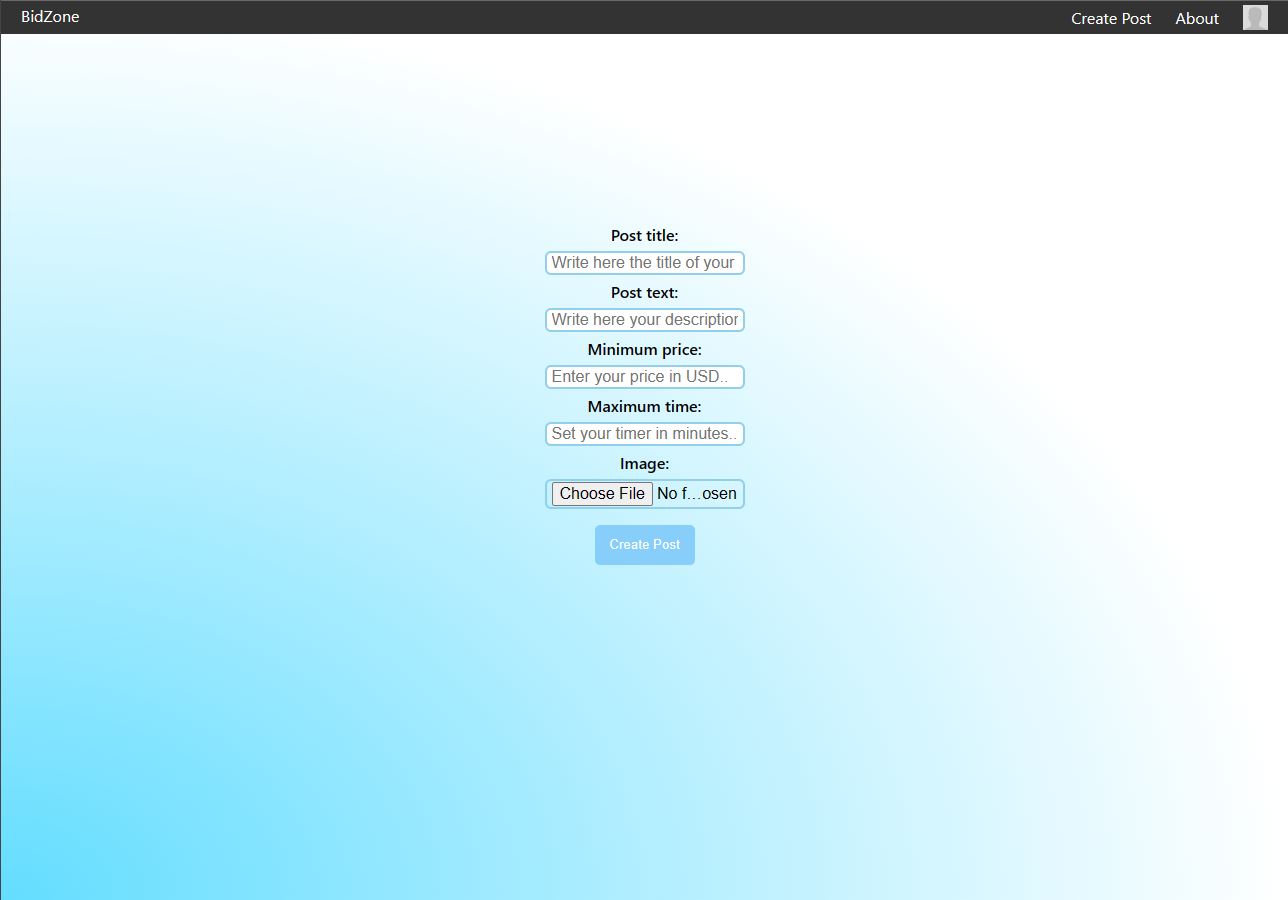 BidZone
Create Post About
Post title:
Write here the title of your
Post text:
Write here your description
Minimum price:
Enter your price in USD..
Maximum time:
Set your timer in minutes..
Image:
Choose File No f...osen
Create Post